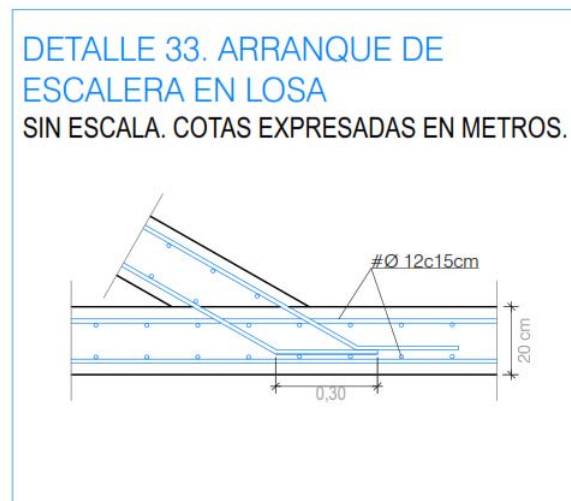 DETALLE 33. ARRANQUE DE
ESCALERA EN LOSA
SIN ESCALA. COTAS EXPRESADAS EN METROS.
#Ø 12c15cm
20 cm
0,30